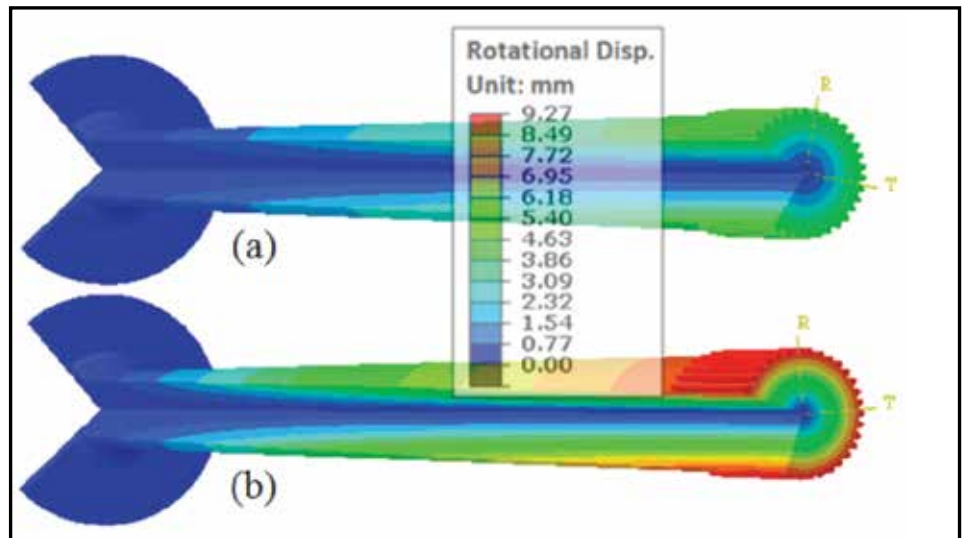 Rotational Disp.
Unit: mm
9.27
8.49
7.72
6.95
6.18
5.40
4.63
3.86
3.09
2.32
1.54
0.77
0.00
R
T
(a)
R
T
(b)